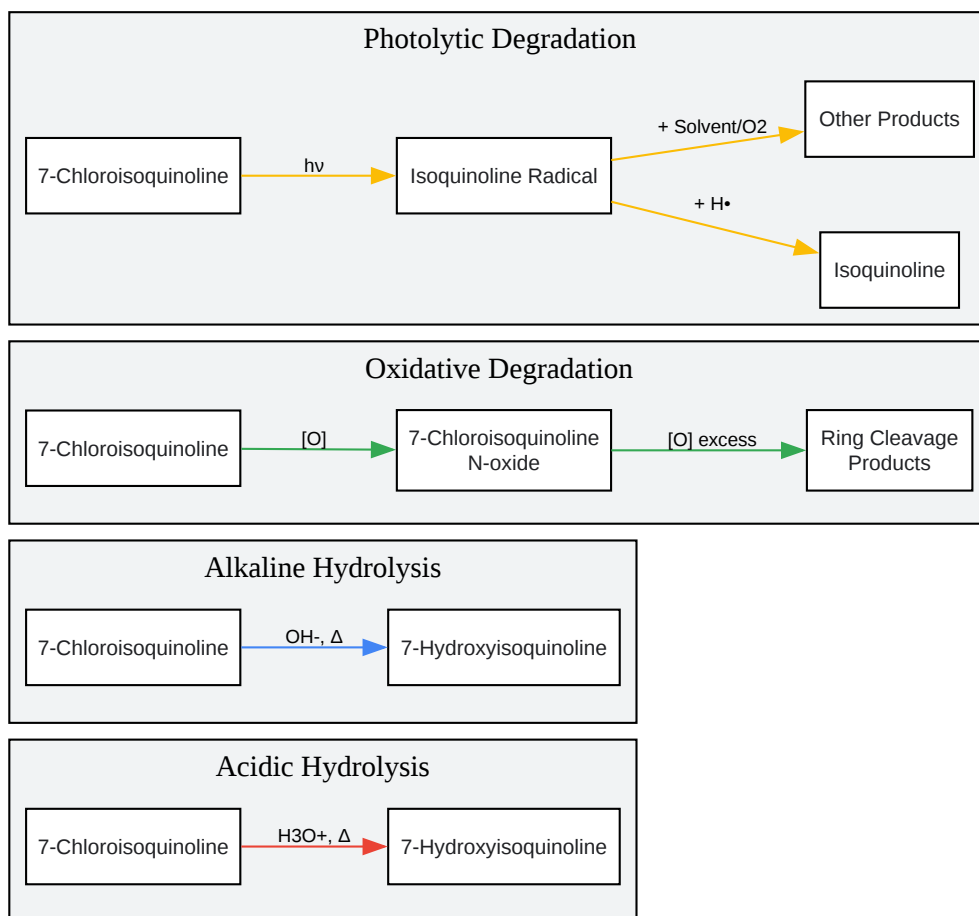 Photolytic Degradation
7-Chloroisoquinoline
hν
Isoquinoline Radical
+ Solvent/O2
Other Products
+ H•
Isoquinoline
Oxidative Degradation
7-Chloroisoquinoline
[O]
7-Chloroisoquinoline
N-oxide
[O] excess
Ring Cleavage
Products
Alkaline Hydrolysis
7-Chloroisoquinoline
OH-, Δ
7-Hydroxyisoquinoline
Acidic Hydrolysis
7-Chloroisoquinoline
H3O+, Δ
7-Hydroxyisoquinoline